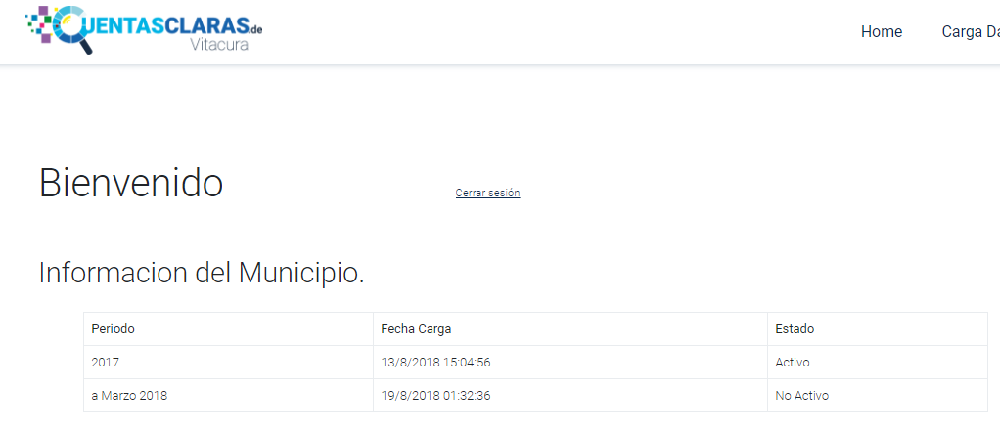 CUENTASCLARAS.de
Vitacura
Home Carga Da
Bienvenido
Cerrar sesión
Informacion del Municipio.
Periodo Fecha Carga Estado
2017 13/8/2018 15:04:56 Activo
a Marzo 2018 19/8/2018 01:32:36 No Activo